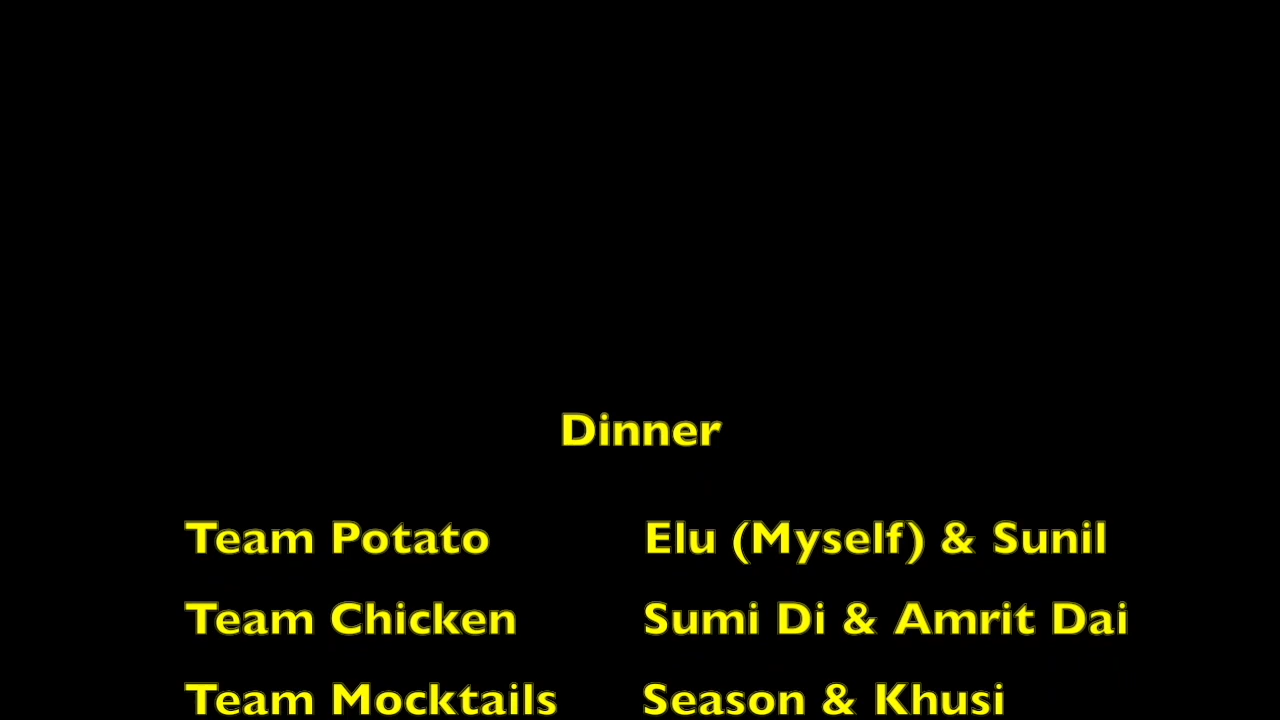 Dinner
Team Potato Elu (Myself) & Sunil
Team Chicken Sumi Di & Amrit Dai
Team Mocktails Season & Khusi